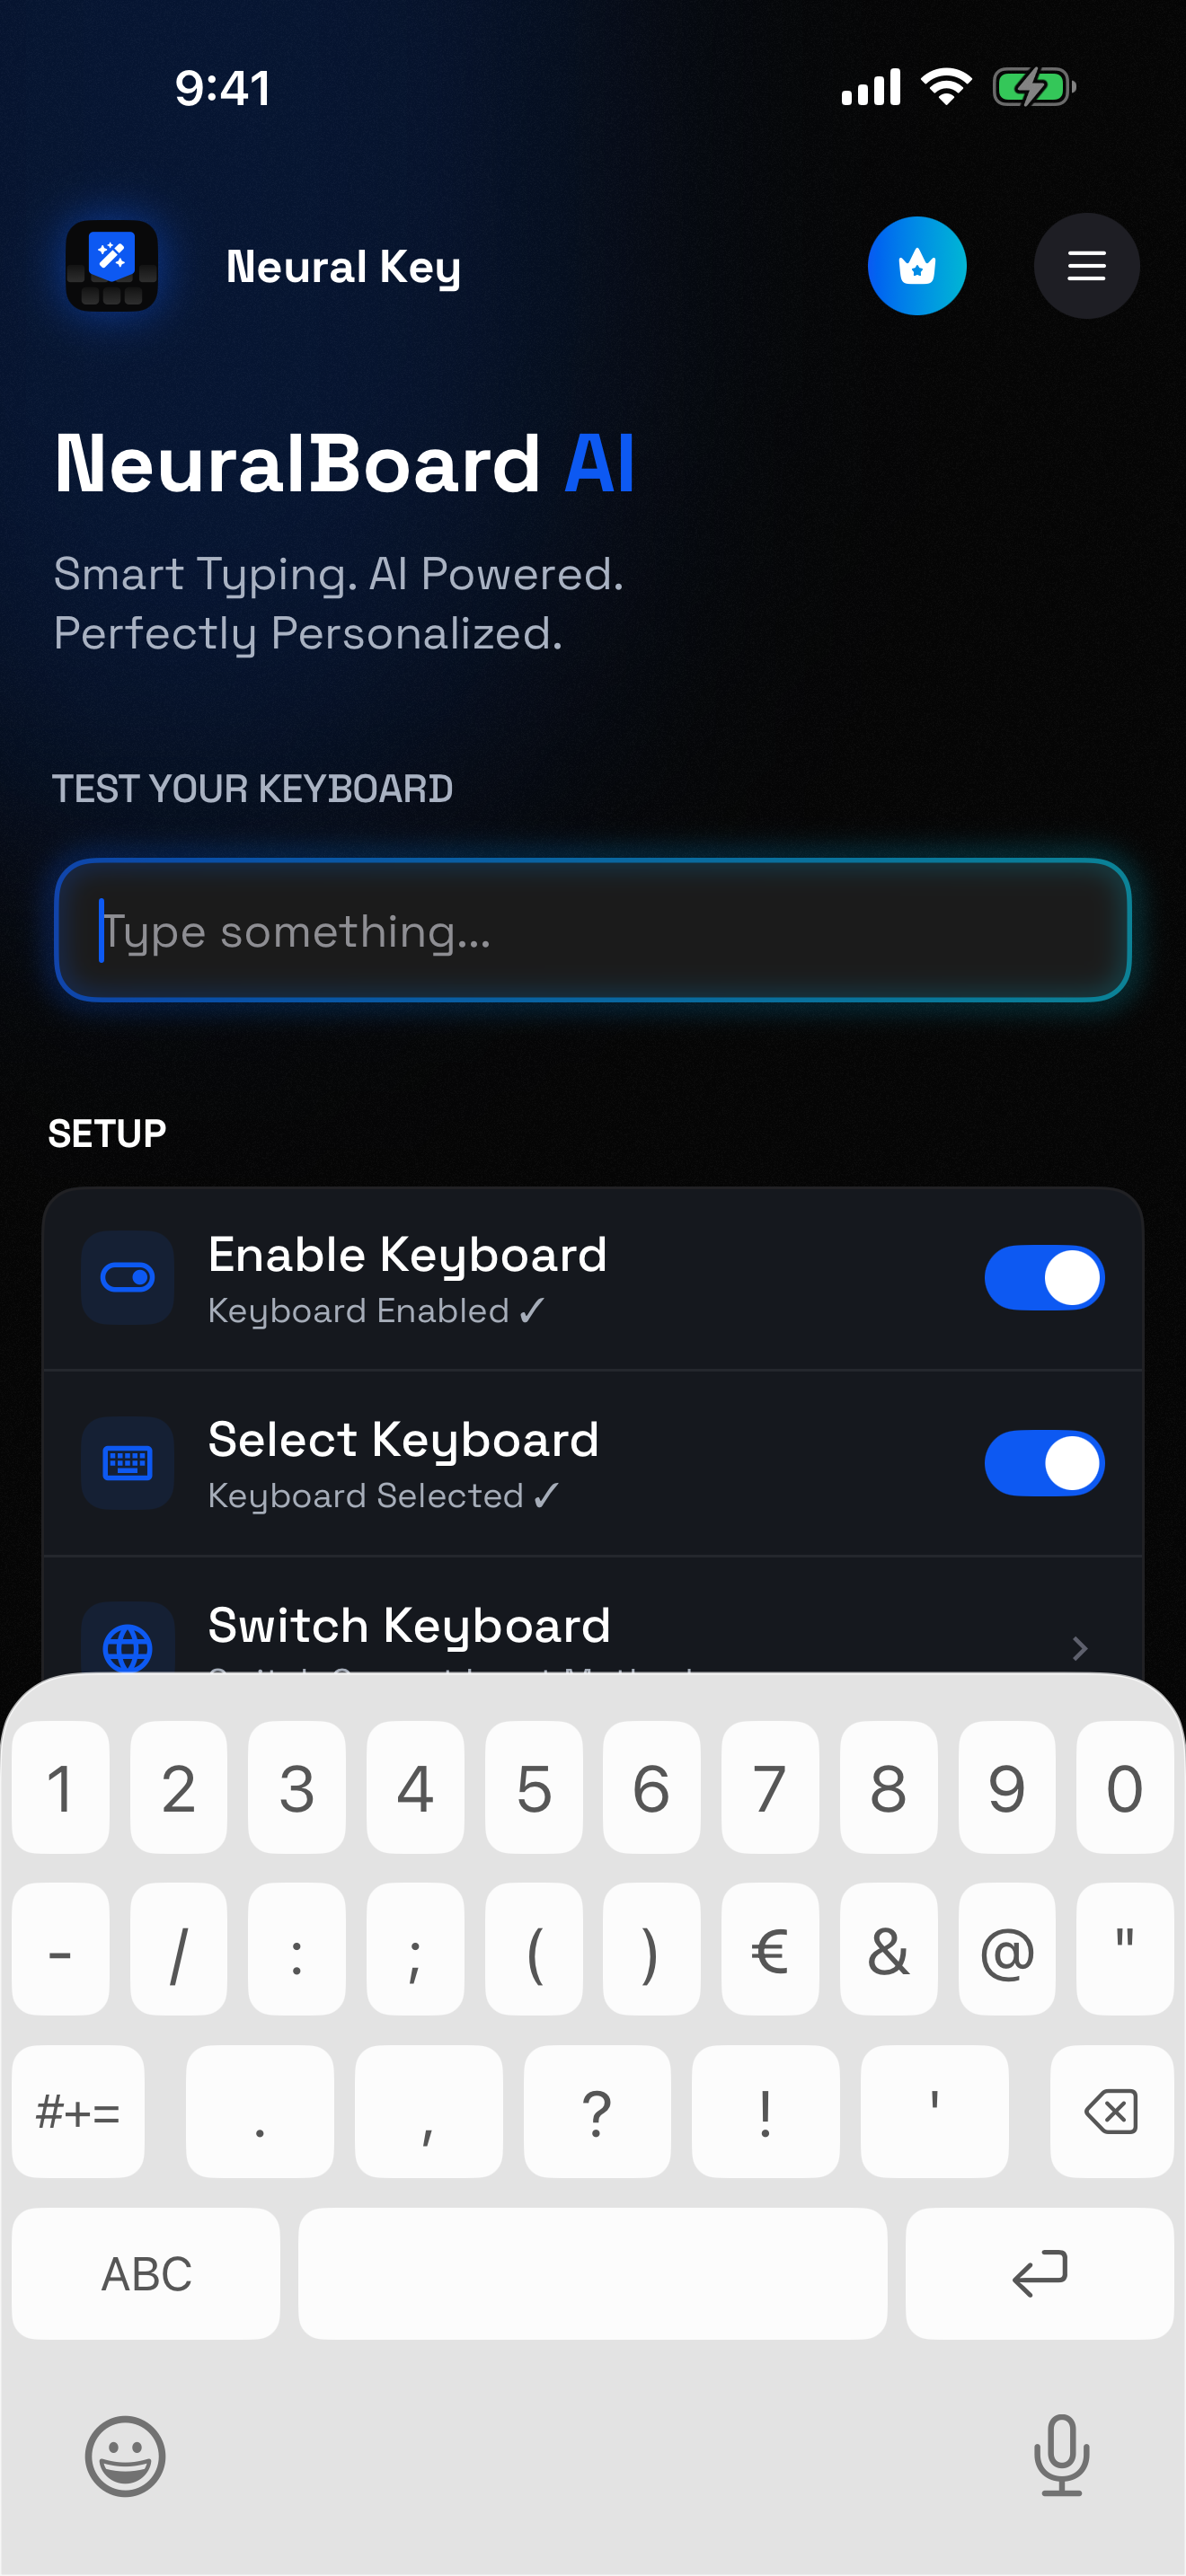 9:41
Neural Key
NeuralBoard AI
Smart Typing. AI Powered.
Perfectly Personalized.
TEST YOUR KEYBOARD
Type something...
SETUP
Enable Keyboard
Keyboard Enabled ✓
Select Keyboard
Keyboard Selected ✓
Switch Keyboard
1 2 3 4 5 6 7 8 9 0
- / : ; ( ) € & @ "
#+= . , ? ! '
ABC